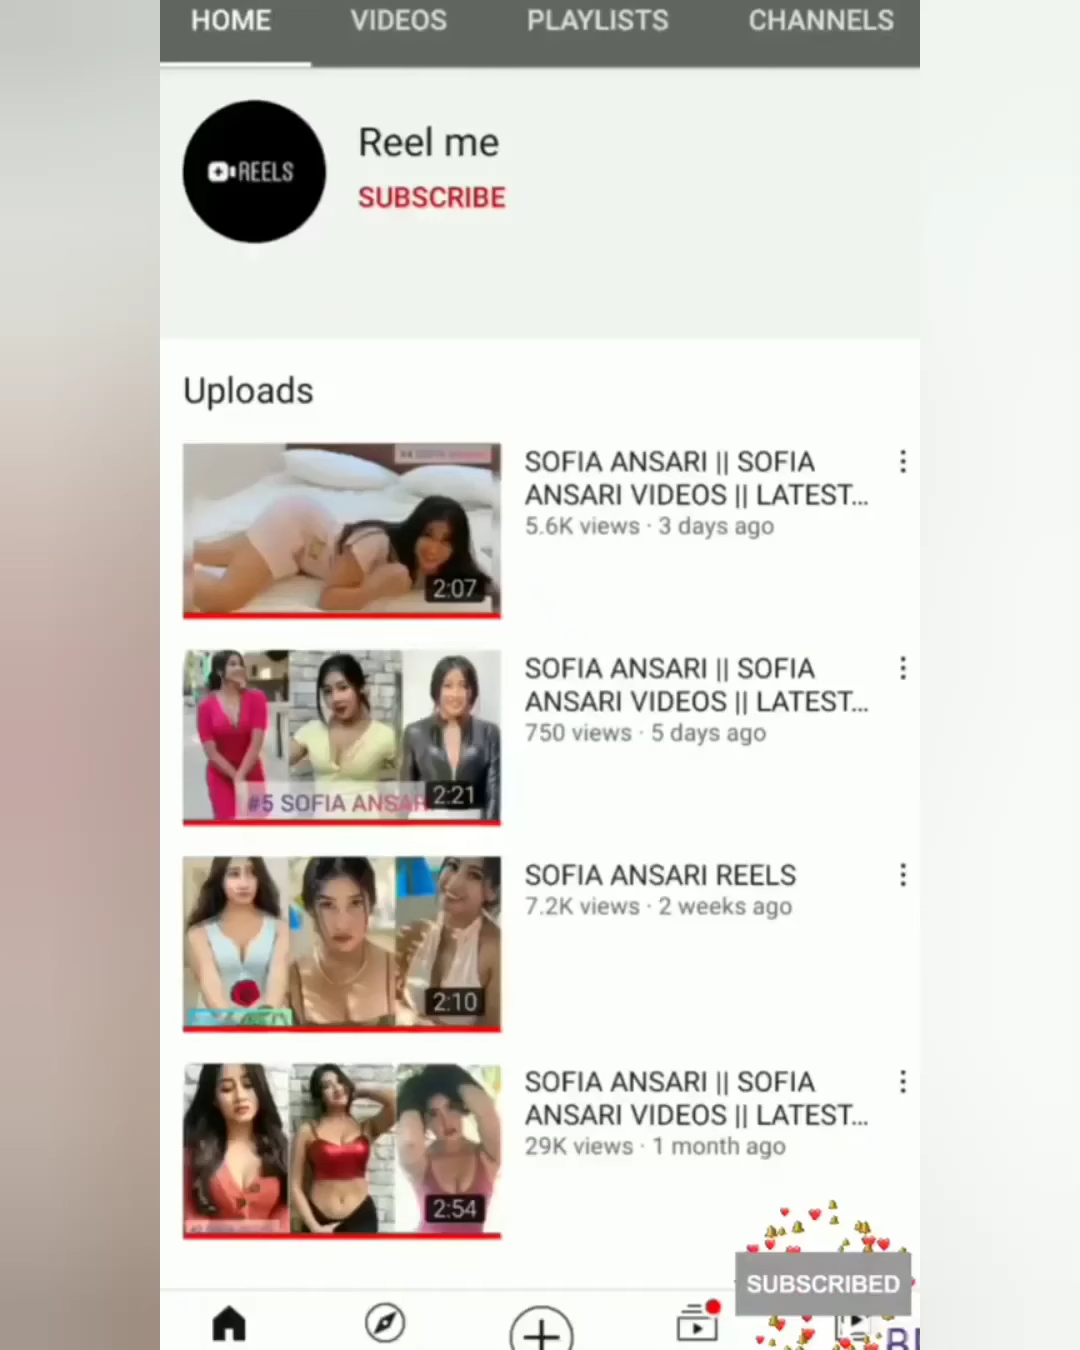 HOME VIDEOS PLAYLISTS CHANNELS
REELS
Reel me
SUBSCRIBE
Uploads
SOFIA ANSARI || SOFIA
ANSARI VIDEOS || LATEST...
5.6K views · 3 days ago
2:07
SOFIA ANSARI || SOFIA
ANSARI VIDEOS || LATEST...
750 views · 5 days ago
#5 SOFIA ANSAR
2:21
SOFIA ANSARI REELS
7.2K views · 2 weeks ago
2:10
SOFIA ANSARI || SOFIA
ANSARI VIDEOS || LATEST...
29K views · 1 month ago
2:54
SUBSCRIBED